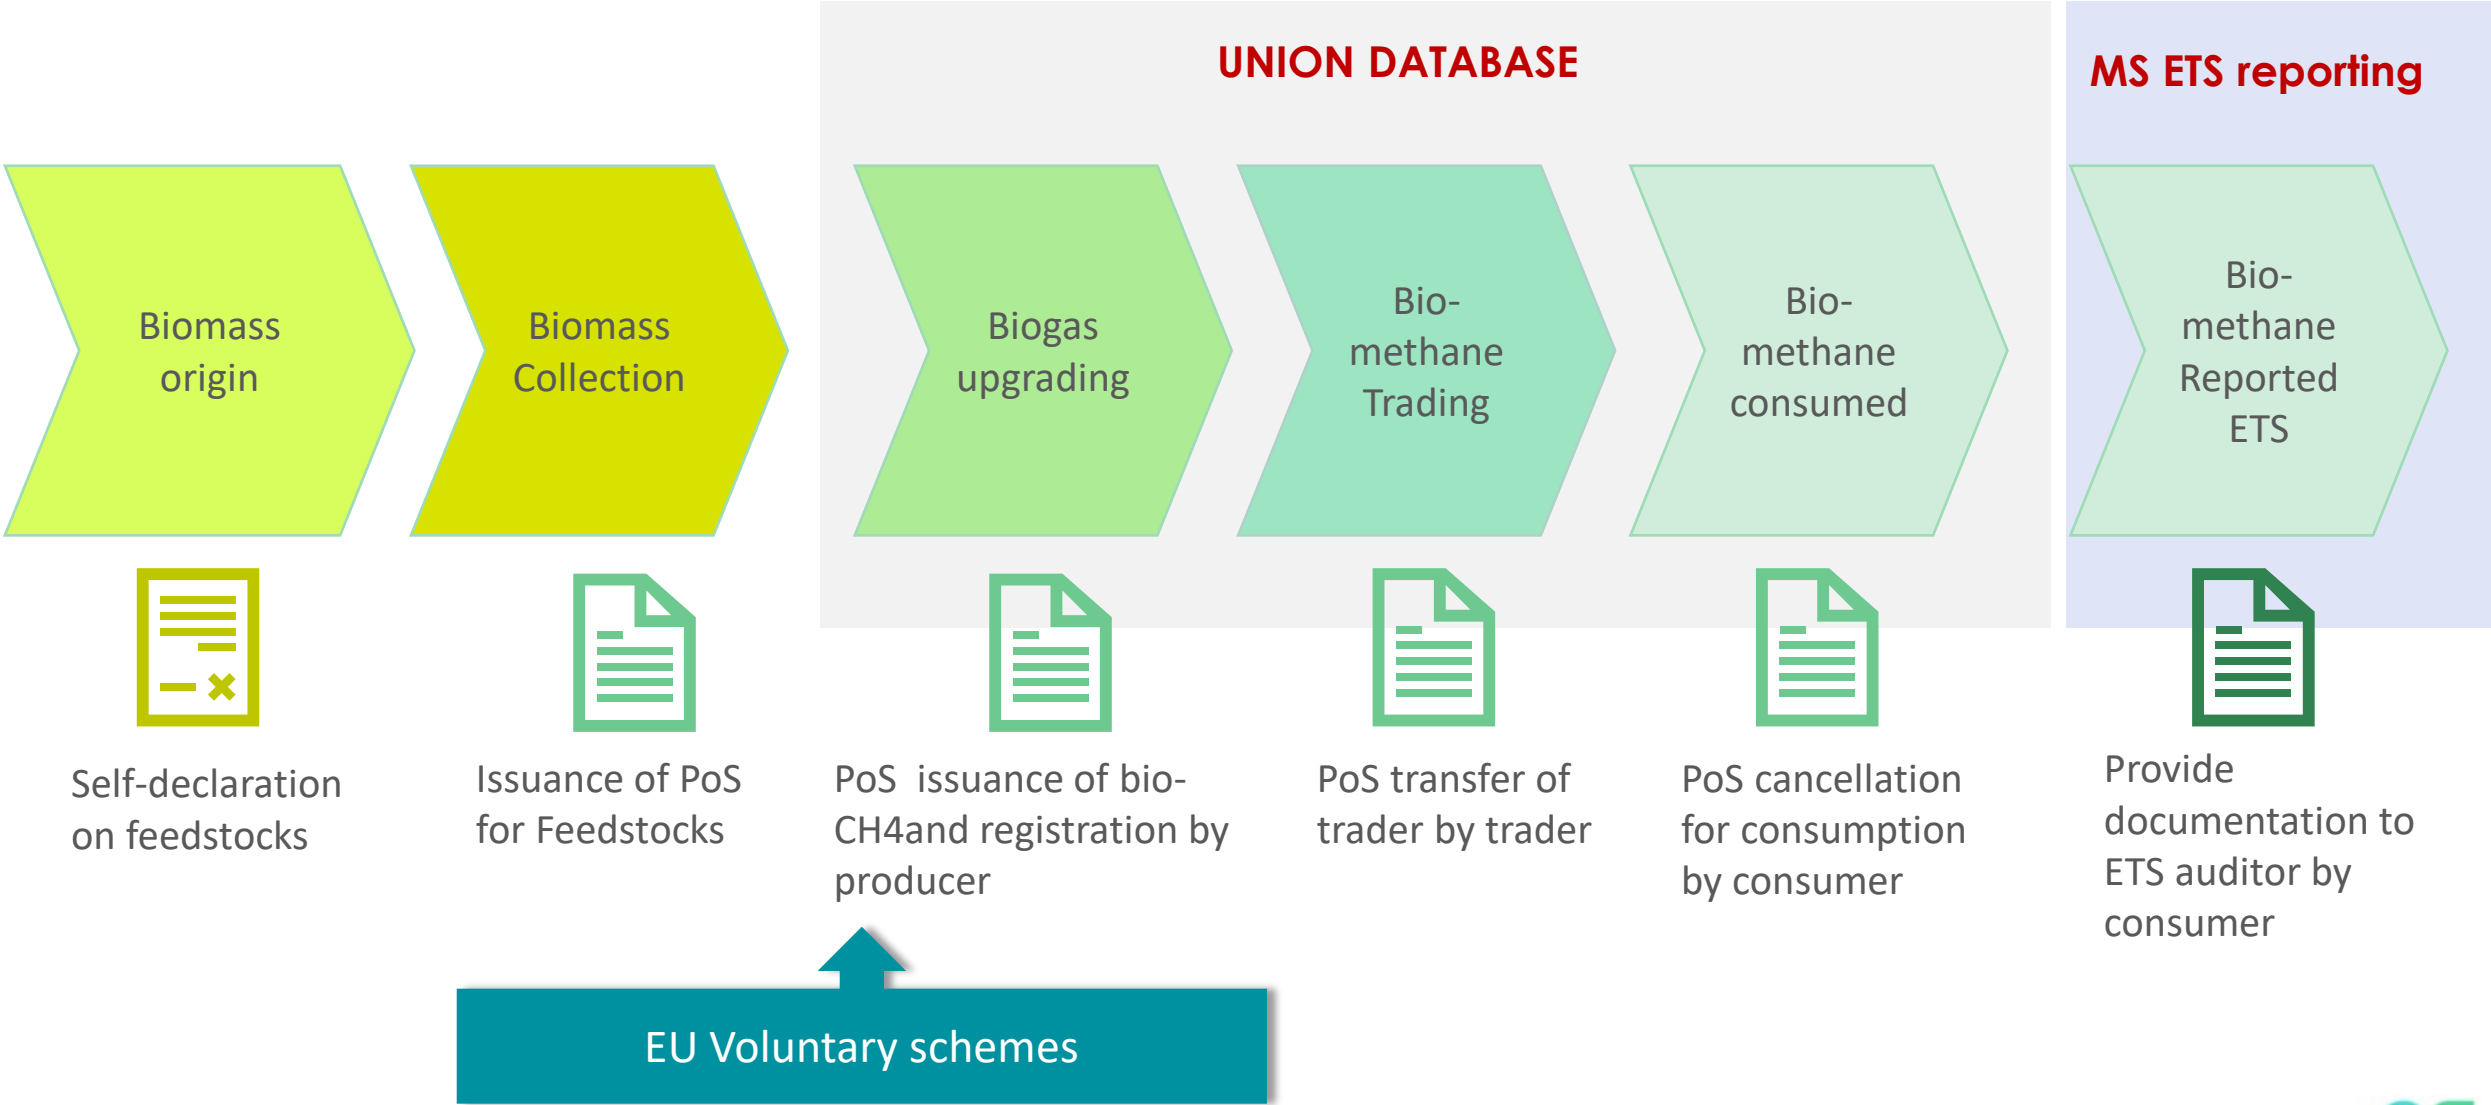 UNION DATABASE
MS ETS reporting
Biomass
origin
Biomass
Collection
Biogas
upgrading
Bio-
methane
Trading
Bio-
methane
consumed
Bio-
methane
Reported
ETS
Self-declaration
on feedstocks
Issuance of PoS
for Feedstocks
PoS  issuance of bio-
CH4and registration by
producer
PoS transfer of
trader by trader
PoS cancellation
for consumption
by consumer
Provide
documentation to
ETS auditor by
consumer
EU Voluntary schemes